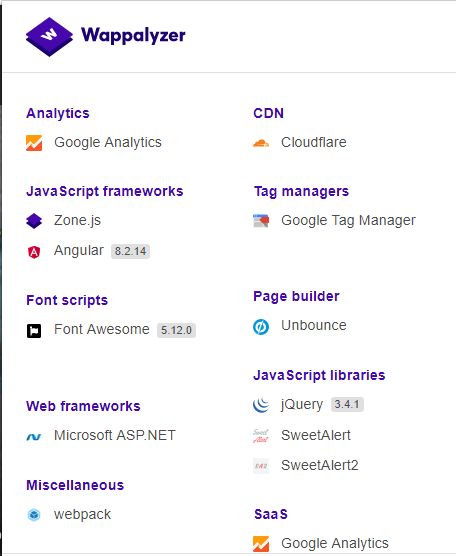 Wappalyzer
Analytics
Google Analytics
JavaScript frameworks
Zone.js
Angular 8.2.14
Font scripts
Font Awesome 5.12.0
Web frameworks
Microsoft ASP.NET
Miscellaneous
webpack
CDN
Cloudflare
Tag managers
Google Tag Manager
Page builder
Unbounce
JavaScript libraries
jQuery 3.4.1
SweetAlert
SweetAlert2
SaaS
Google Analytics